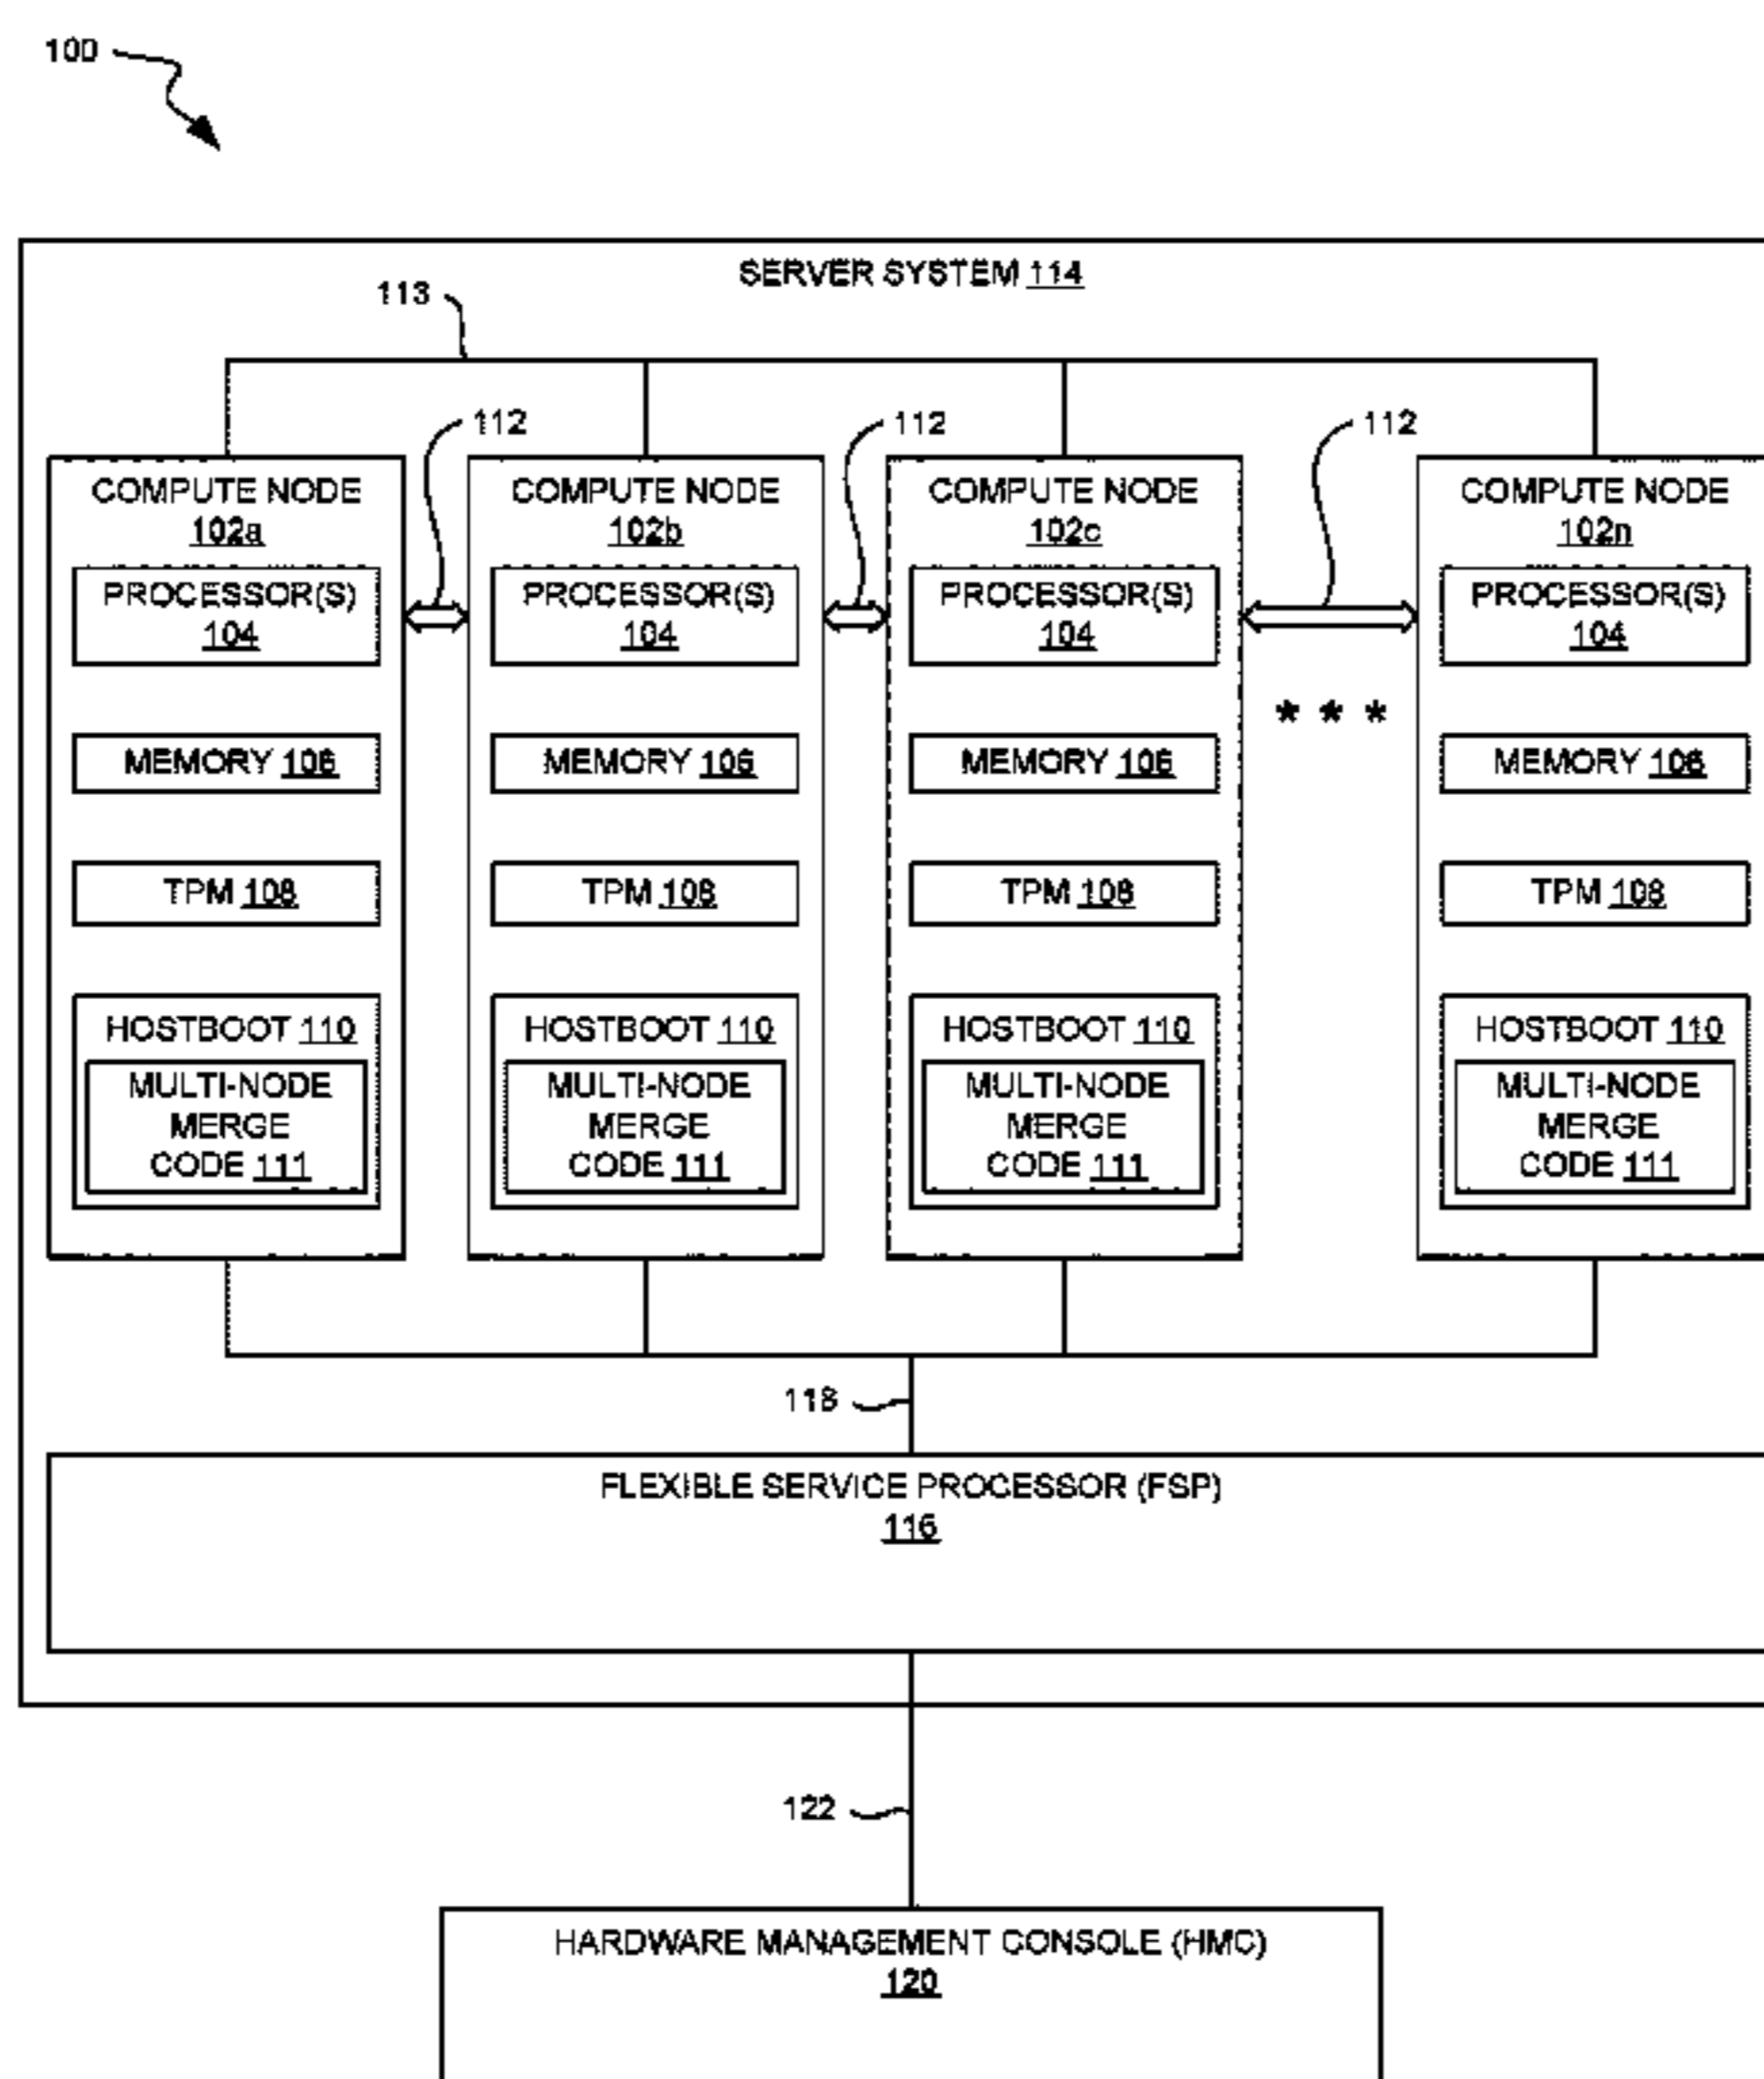 100
SERVER SYSTEM 114
113
112
112
112
COMPUTE NODE
102a
PROCESSOR(S)
104
MEMORY 106
TPM 108
HOSTBOOT 110
MULTI-NODE
MERGE
CODE 111
COMPUTE NODE
102b
PROCESSOR(S)
104
MEMORY 106
TPM 108
HOSTBOOT 110
MULTI-NODE
MERGE
CODE 111
COMPUTE NODE
102c
PROCESSOR(S)
104
MEMORY 106
TPM 108
HOSTBOOT 110
MULTI-NODE
MERGE
CODE 111
* * *
COMPUTE NODE
102n
PROCESSOR(S)
104
MEMORY 106
TPM 108
HOSTBOOT 110
MULTI-NODE
MERGE
CODE 111
118
FLEXIBLE SERVICE PROCESSOR (FSP)
116
122
HARDWARE MANAGEMENT CONSOLE (HMC)
120